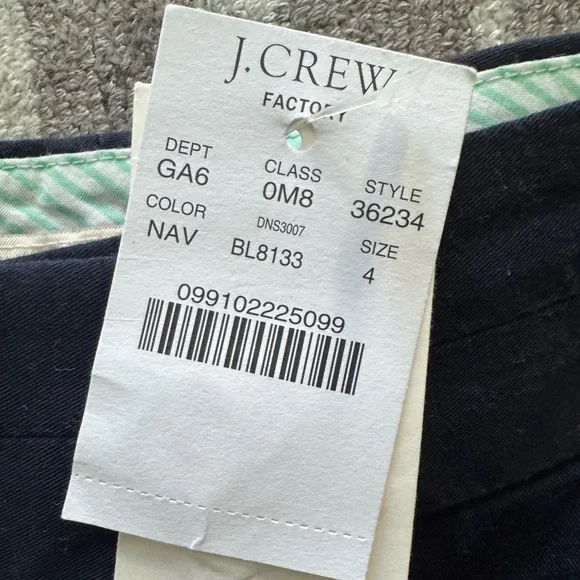 J.CREW
FACTORY
DEPT CLASS STYLE
GA6 0M8 36234
COLOR DNS3007 SIZE
NAV BL8133 4
099102225099